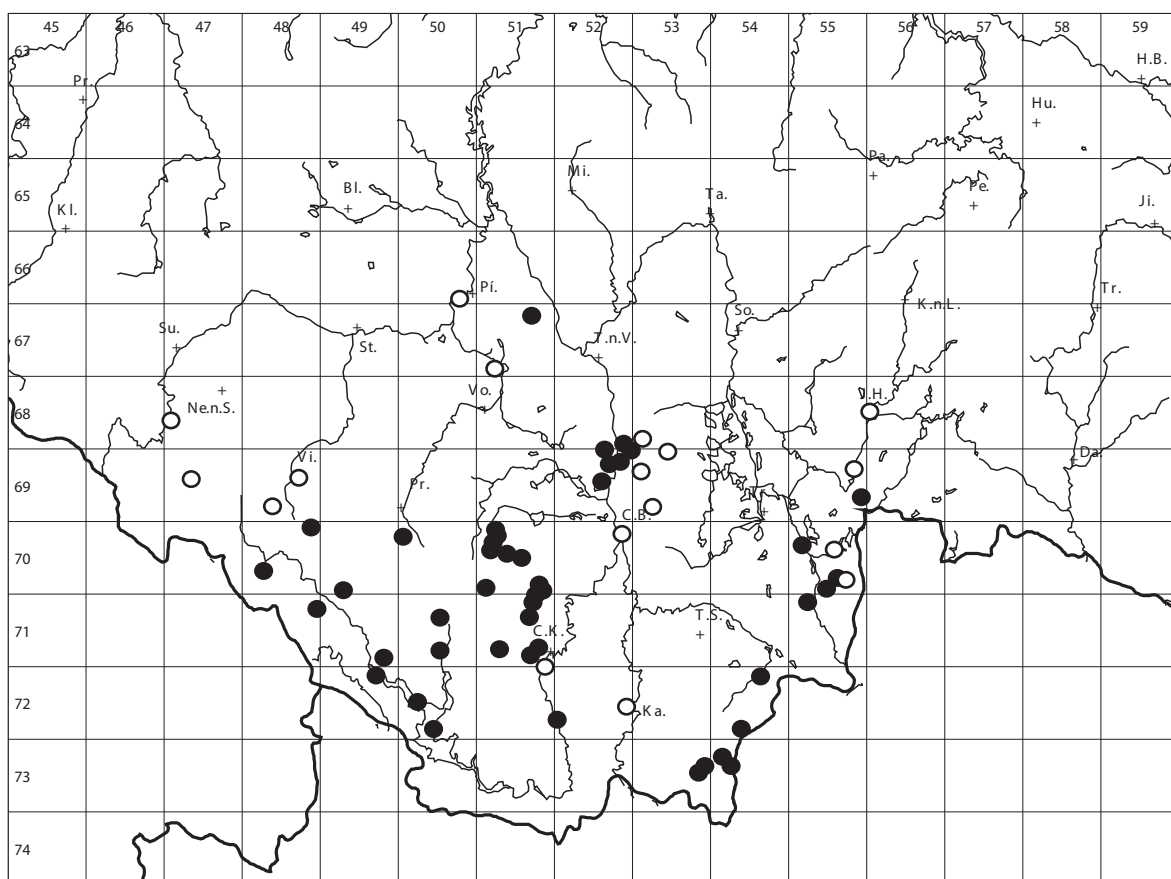 45 46 47 48 49 50 51 52 53 54 55 56 57 58 59
63
H.B.
Pr.
Hu.
64
Pa.
Mi.
Bl.
Pe.
65
Ta.
Ji.
Kl.
66
Pí.
Tr.
K.n.L.
So.
Su.
T.n.V.
67
St.
Vo.
J.H.
Ne.n.S.
68
Da.
Vi.
Pr.
69
C.B.
70
T.S.
71
C.K.
72
Ka.
73
74